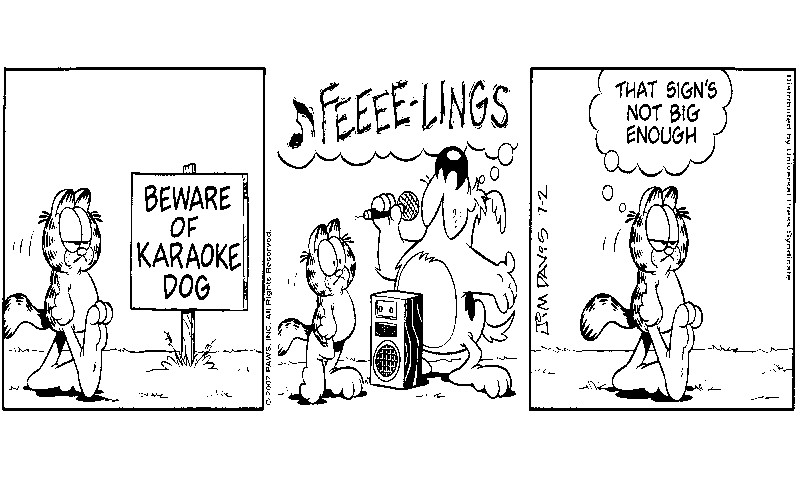 BEWARE
OF
KARAOKE
DOG
© 2007 PAWS, INC. All Rights Reserved.
FEEEE-LINGS
JIM DAVIS 7-2
THAT SIGN'S
NOT BIG
ENOUGH
Distributed by Universal Press Syndicate